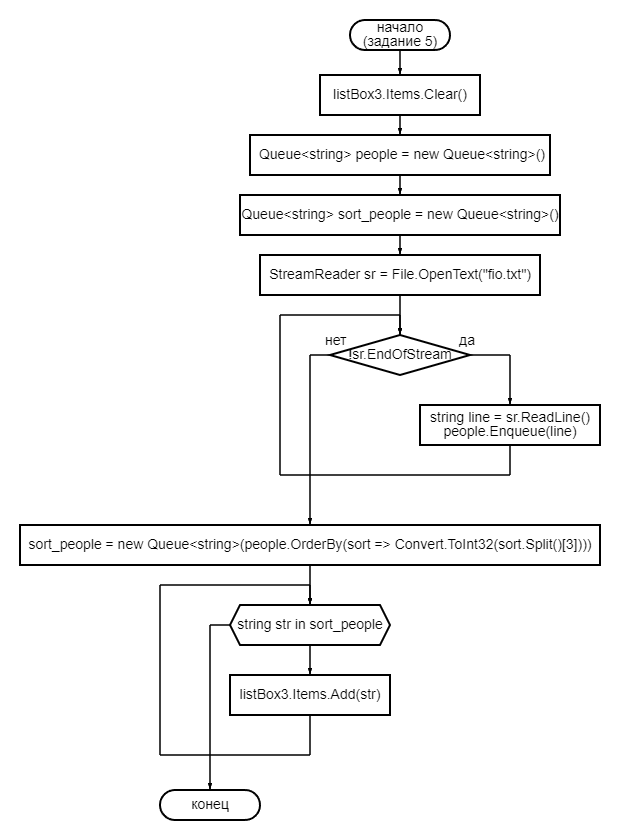 начало
(задание 5)
listBox3.Items.Clear()
Queue<string> people = new Queue<string>()
Queue<string> sort_people = new Queue<string>()
StreamReader sr = File.OpenText("fio.txt")
нет
!sr.EndOfStream
да
string line = sr.ReadLine()
people.Enqueue(line)
sort_people = new Queue<string>(people.OrderBy(sort => Convert.ToInt32(sort.Split()[3])))
string str in sort_people
listBox3.Items.Add(str)
конец